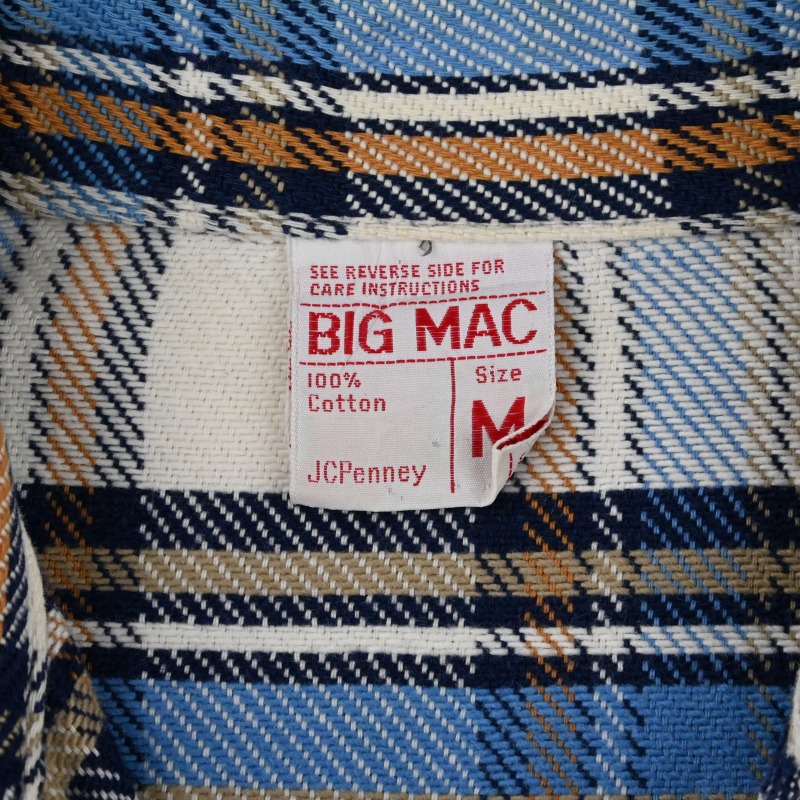 SEE REVERSE SIDE FOR
CARE INSTRUCTIONS
BIG MAC
100%
Cotton
Size
M
JCPenney